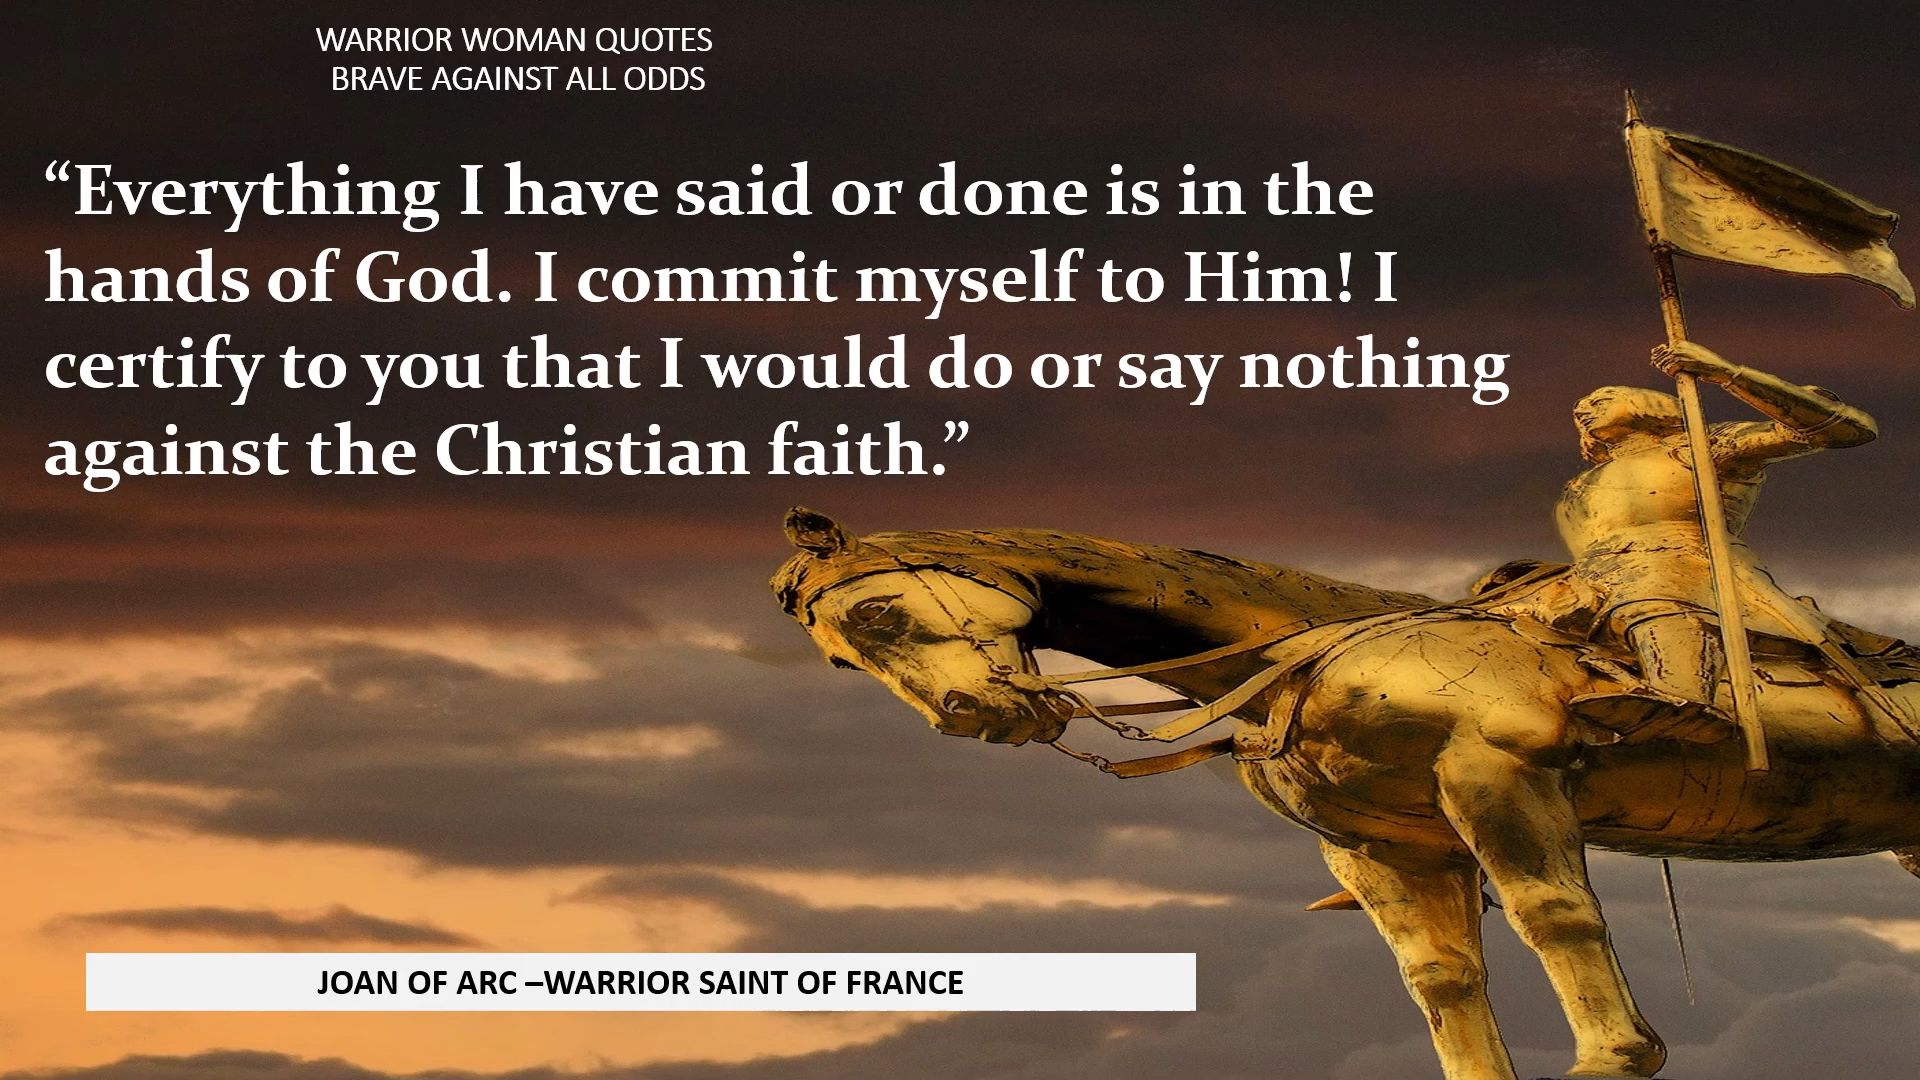 WARRIOR WOMAN QUOTES
BRAVE AGAINST ALL ODDS
“Everything I have said or done is in the
hands of God. I commit myself to Him! I
certify to you that I would do or say nothing
against the Christian faith.”
JOAN OF ARC –WARRIOR SAINT OF FRANCE